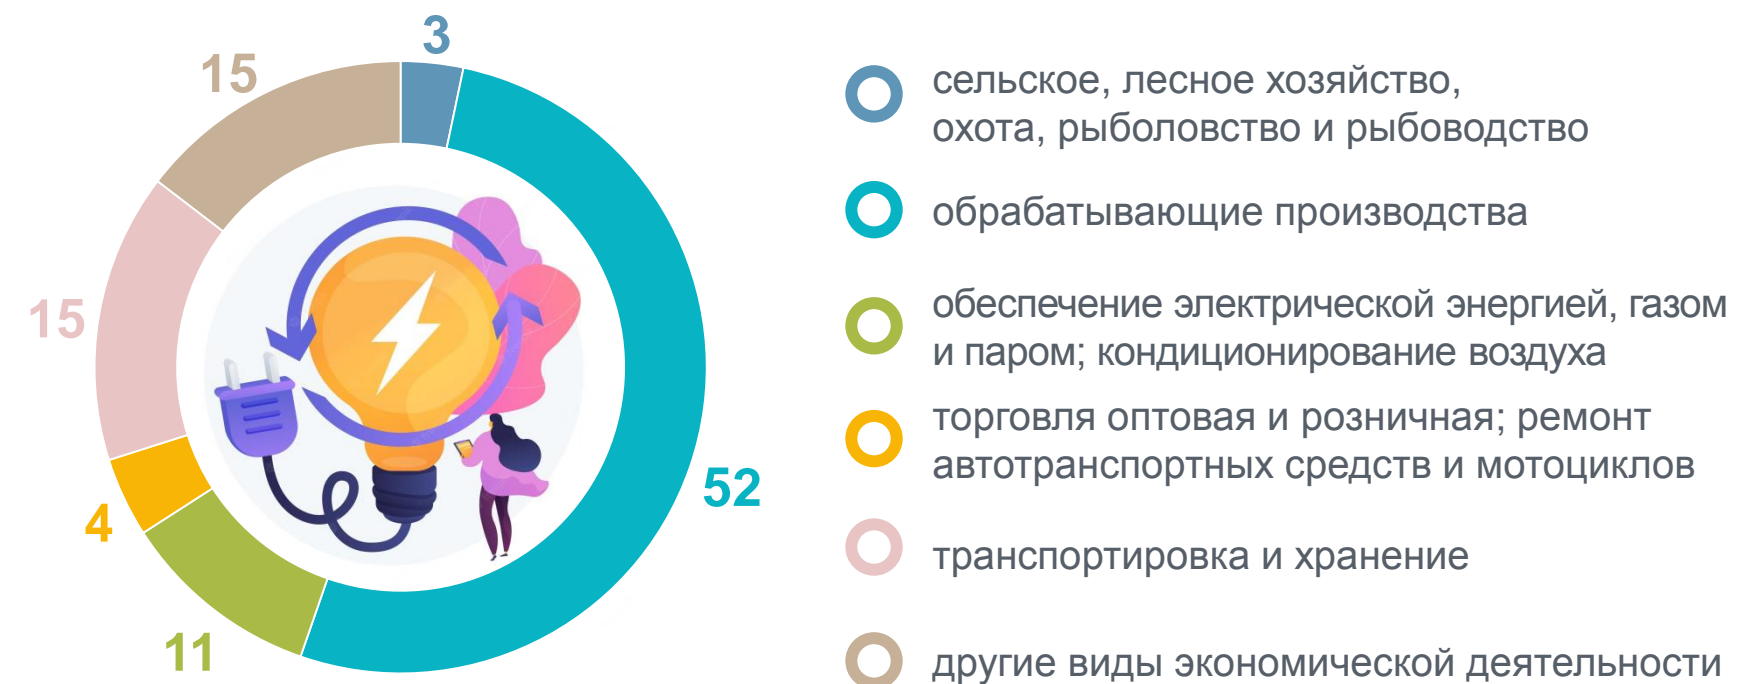 3
15
15
52
4
11
сельское, лесное хозяйство,
охота, рыболовство и рыбоводство
обрабатывающие производства
обеспечение электрической энергией, газом
и паром; кондиционирование воздуха
торговля оптовая и розничная; ремонт
автотранспортных средств и мотоциклов
транспортировка и хранение
другие виды экономической деятельности